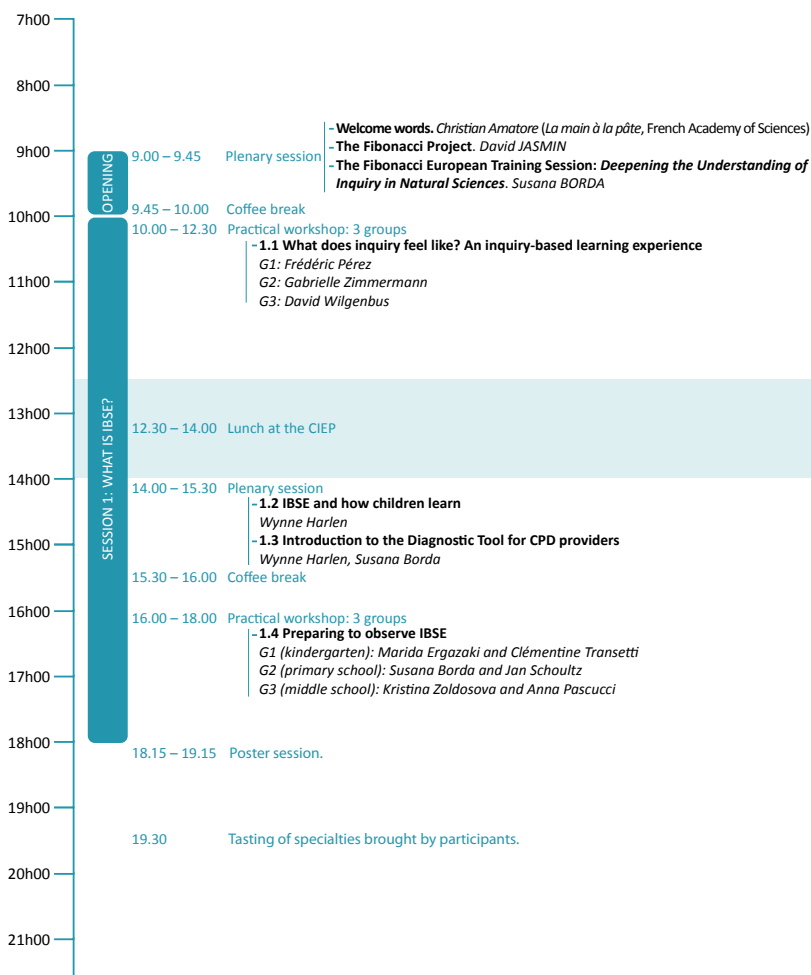 7h00
8h00
9h00
10h00
11h00
12h00
13h00
14h00
15h00
16h00
17h00
18h00
19h00
20h00
21h00
OPENING
SESSION 1: WHAT IS IBSE?
9.00 – 9.45 Plenary session
- Welcome words. Christian Amatore (La main à la pâte, French Academy of Sciences)
- The Fibonacci Project. David JASMIN
- The Fibonacci European Training Session: Deepening the Understanding of
Inquiry in Natural Sciences. Susana BORDA
9.45 – 10.00 Coffee break
10.00 – 12.30 Practical workshop: 3 groups
- 1.1 What does inquiry feel like? An inquiry-based learning experience
G1: Frédéric Pérez
G2: Gabrielle Zimmermann
G3: David Wilgenbus
12.30 – 14.00 Lunch at the CIEP
14.00 – 15.30 Plenary session
- 1.2 IBSE and how children learn
Wynne Harlen
- 1.3 Introduction to the Diagnostic Tool for CPD providers
Wynne Harlen, Susana Borda
15.30 – 16.00 Coffee break
16.00 – 18.00 Practical workshop: 3 groups
- 1.4 Preparing to observe IBSE
G1 (kindergarten): Marida Ergazaki and Clémentine Transetti
G2 (primary school): Susana Borda and Jan Schoultz
G3 (middle school): Kristina Zoldosova and Anna Pascucci
18.15 – 19.15 Poster session.
19.30 Tasting of specialties brought by participants.